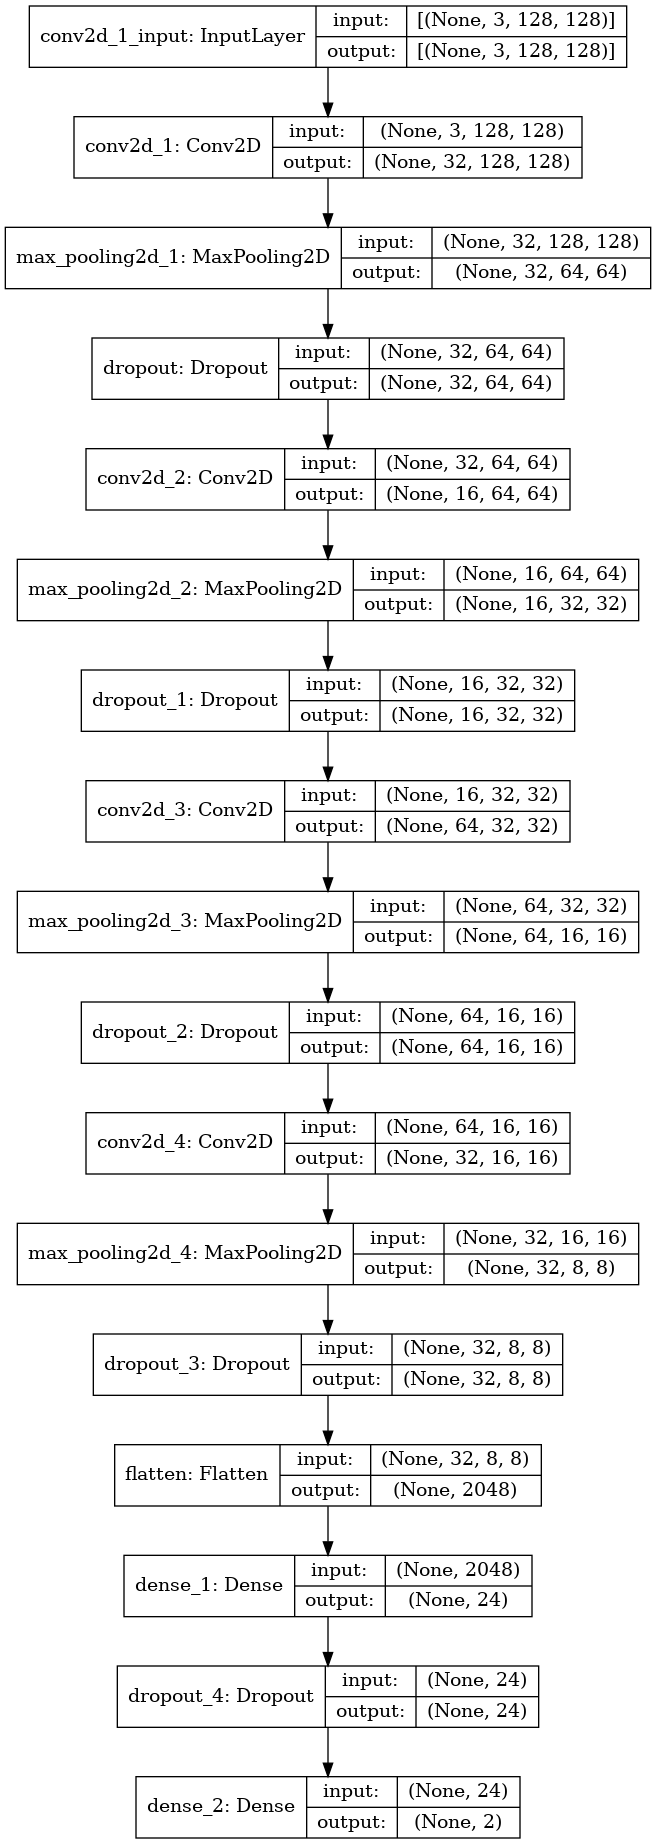 conv2d_1_input: InputLayer
input: [(None, 3, 128, 128)]
output: [(None, 3, 128, 128)]
conv2d_1: Conv2D
input: (None, 3, 128, 128)
output: (None, 32, 128, 128)
max_pooling2d_1: MaxPooling2D
input: (None, 32, 128, 128)
output: (None, 32, 64, 64)
dropout: Dropout
input: (None, 32, 64, 64)
output: (None, 32, 64, 64)
conv2d_2: Conv2D
input: (None, 32, 64, 64)
output: (None, 16, 64, 64)
max_pooling2d_2: MaxPooling2D
input: (None, 16, 64, 64)
output: (None, 16, 32, 32)
dropout_1: Dropout
input: (None, 16, 32, 32)
output: (None, 16, 32, 32)
conv2d_3: Conv2D
input: (None, 16, 32, 32)
output: (None, 64, 32, 32)
max_pooling2d_3: MaxPooling2D
input: (None, 64, 32, 32)
output: (None, 64, 16, 16)
dropout_2: Dropout
input: (None, 64, 16, 16)
output: (None, 64, 16, 16)
conv2d_4: Conv2D
input: (None, 64, 16, 16)
output: (None, 32, 16, 16)
max_pooling2d_4: MaxPooling2D
input: (None, 32, 16, 16)
output: (None, 32, 8, 8)
dropout_3: Dropout
input: (None, 32, 8, 8)
output: (None, 32, 8, 8)
flatten: Flatten
input: (None, 32, 8, 8)
output: (None, 2048)
dense_1: Dense
input: (None, 2048)
output: (None, 24)
dropout_4: Dropout
input: (None, 24)
output: (None, 24)
dense_2: Dense
input: (None, 24)
output: (None, 2)